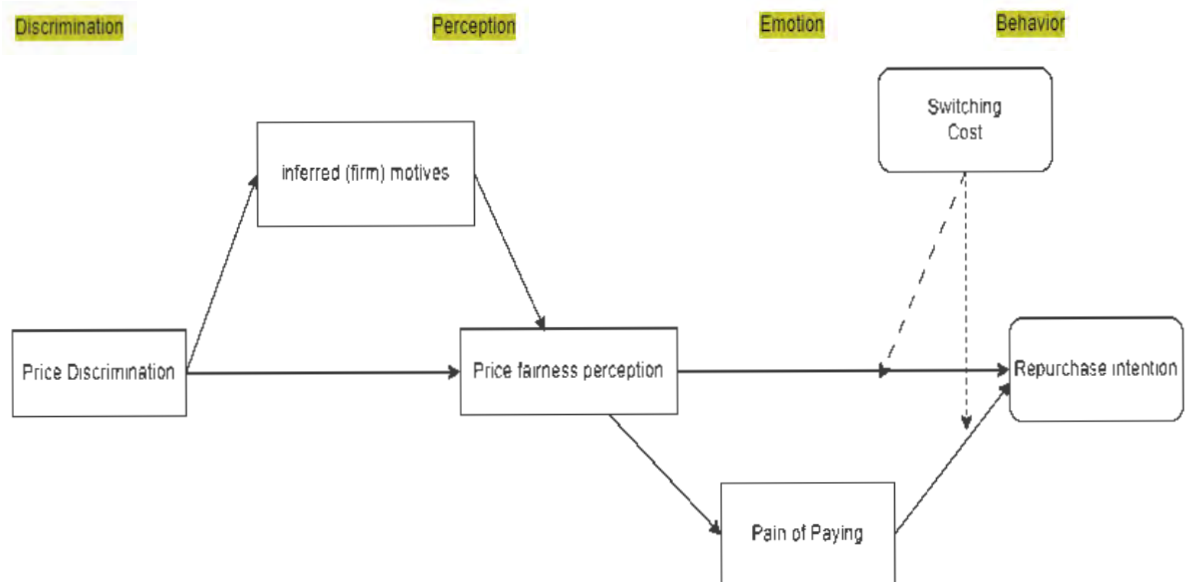 Discrimination
Perception
Emotion
Behavior
Switching
Cost
inferred (firm) motives
Price Discrimination
Price fairness perception
Repurchase intention
Pain of Paying